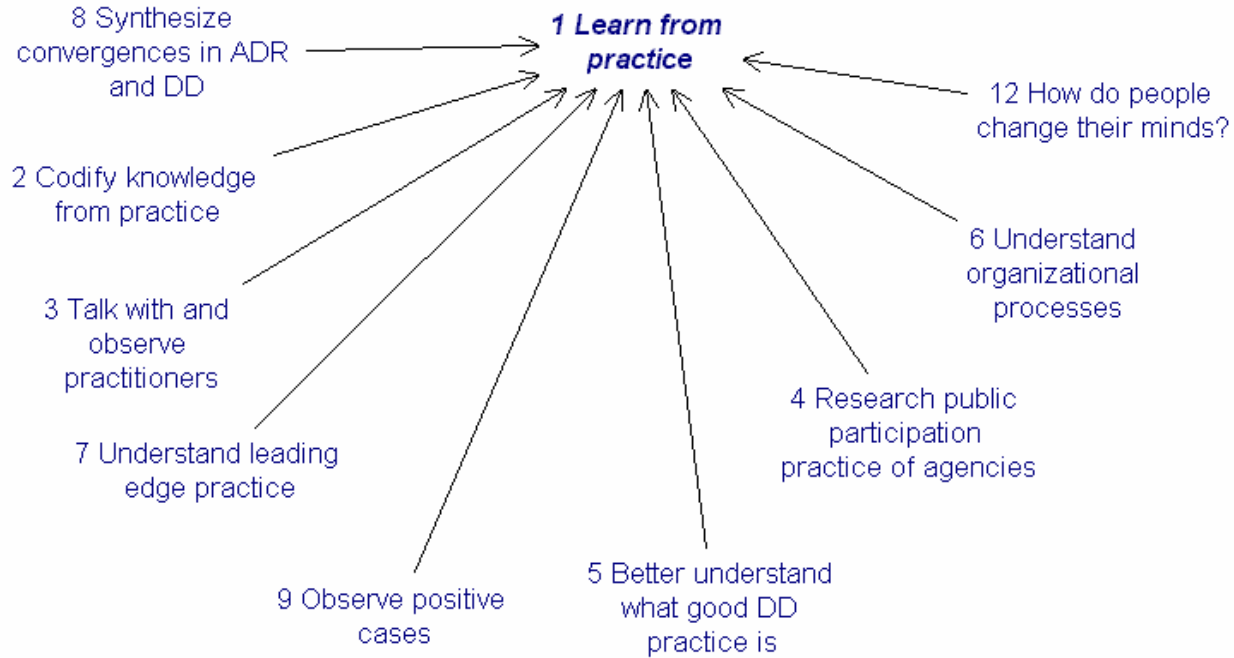 8 Synthesize
convergences in ADR
and DD
1 Learn from
practice
12 How do people
change their minds?
2 Codify knowledge
from practice
6 Understand
organizational
processes
3 Talk with and
observe
practitioners
4 Research public
participation
practice of agencies
7 Understand leading
edge practice
5 Better understand
what good DD
practice is
9 Observe positive
cases